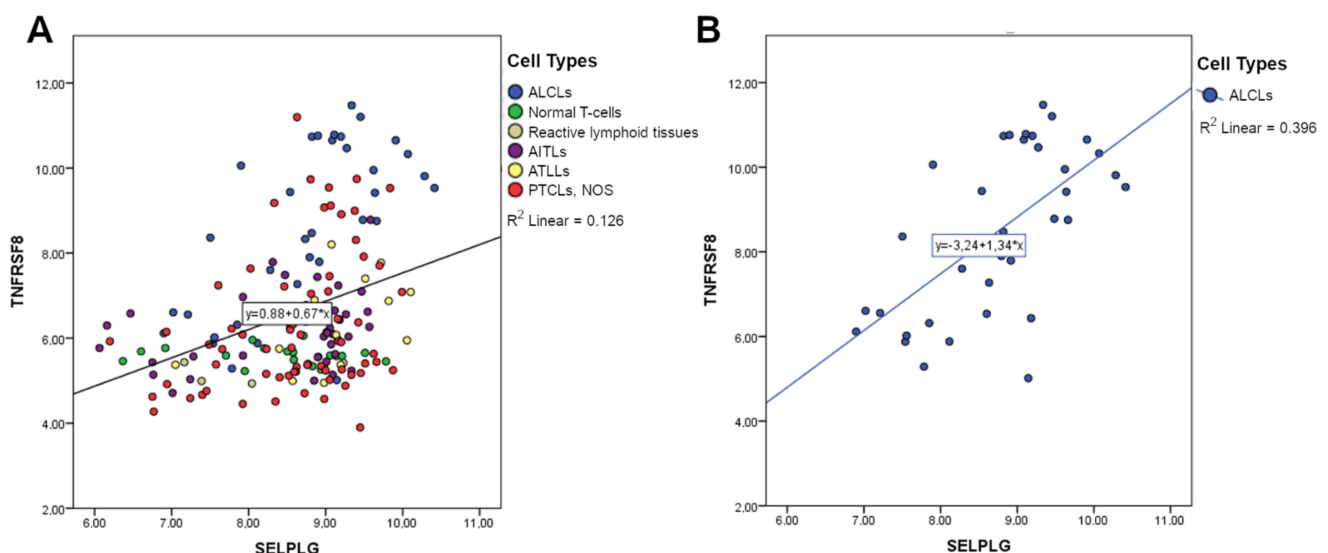 A
Cell Types
ALCLs
Normal T-cells
Reactive lymphoid tissues
AITLs
ATLLs
PTCLs, NOS
R² Linear = 0.126
TNFRSF8
12.00
10.00
8.00
6.00
4.00
2.00
y=0,88+0,67*x
6.00 7.00 8.00 9.00 10.00 11.00
SELPLG
B
Cell Types
ALCLs
R² Linear = 0.396
TNFRSF8
12.00
10.00
8.00
6.00
4.00
2.00
y=-3,24+1,34*x
6.00 7.00 8.00 9.00 10.00 11.00
SELPLG